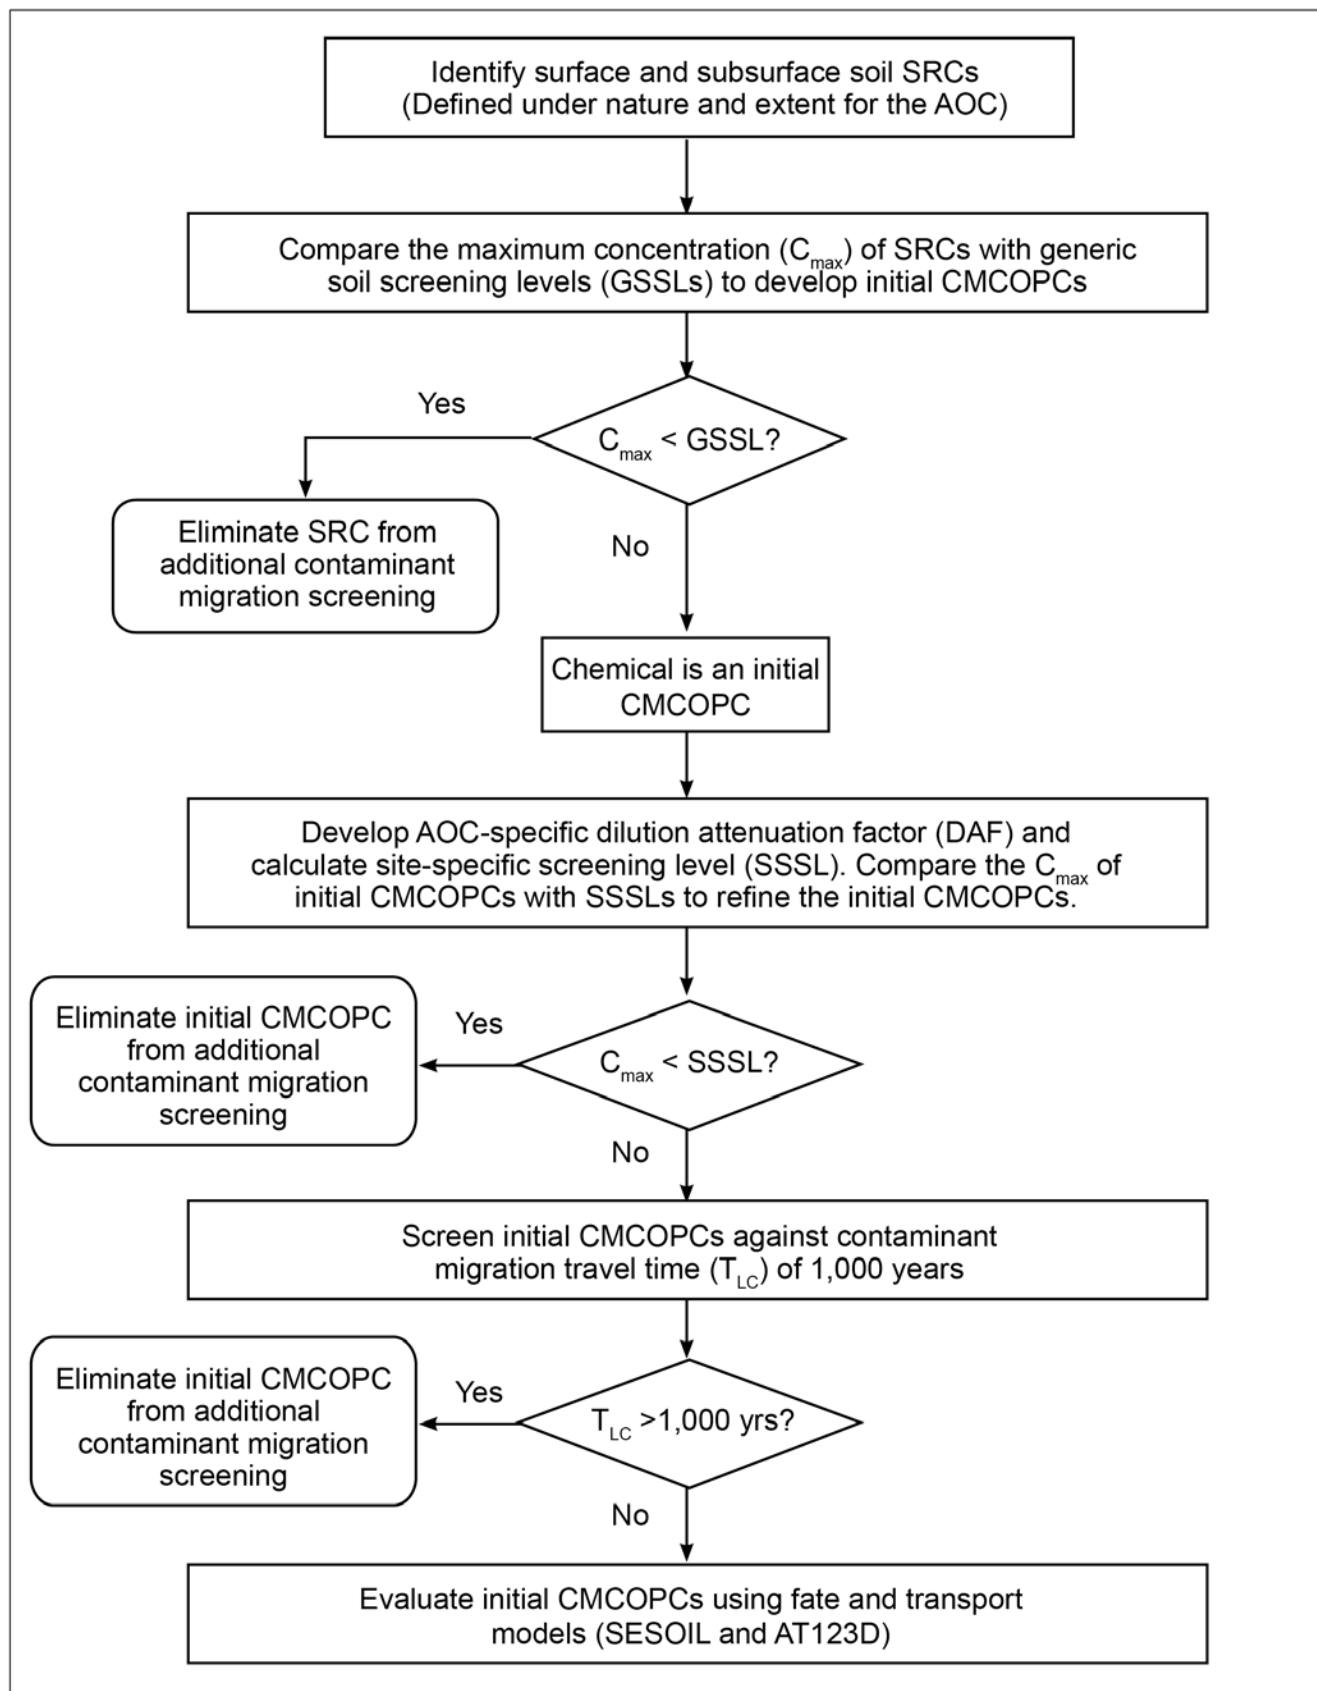 Identify surface and subsurface soil SRCs
(Defined under nature and extent for the AOC)
Compare the maximum concentration (Cmax) of SRCs with generic
soil screening levels (GSSLs) to develop initial CMCOPCs
Yes
Cmax < GSSL?
Eliminate SRC from
additional contaminant
migration screening
No
Chemical is an initial
CMCOPC
Develop AOC-specific dilution attenuation factor (DAF) and
calculate site-specific screening level (SSSL). Compare the Cmax of
initial CMCOPCs with SSSLs to refine the initial CMCOPCs.
Eliminate initial CMCOPC
from additional
contaminant migration
screening
Yes
Cmax < SSSL?
No
Screen initial CMCOPCs against contaminant
migration travel time (TLC) of 1,000 years
Eliminate initial CMCOPC
from additional
contaminant migration
screening
Yes
TLC >1,000 yrs?
No
Evaluate initial CMCOPCs using fate and transport
models (SESOIL and AT123D)